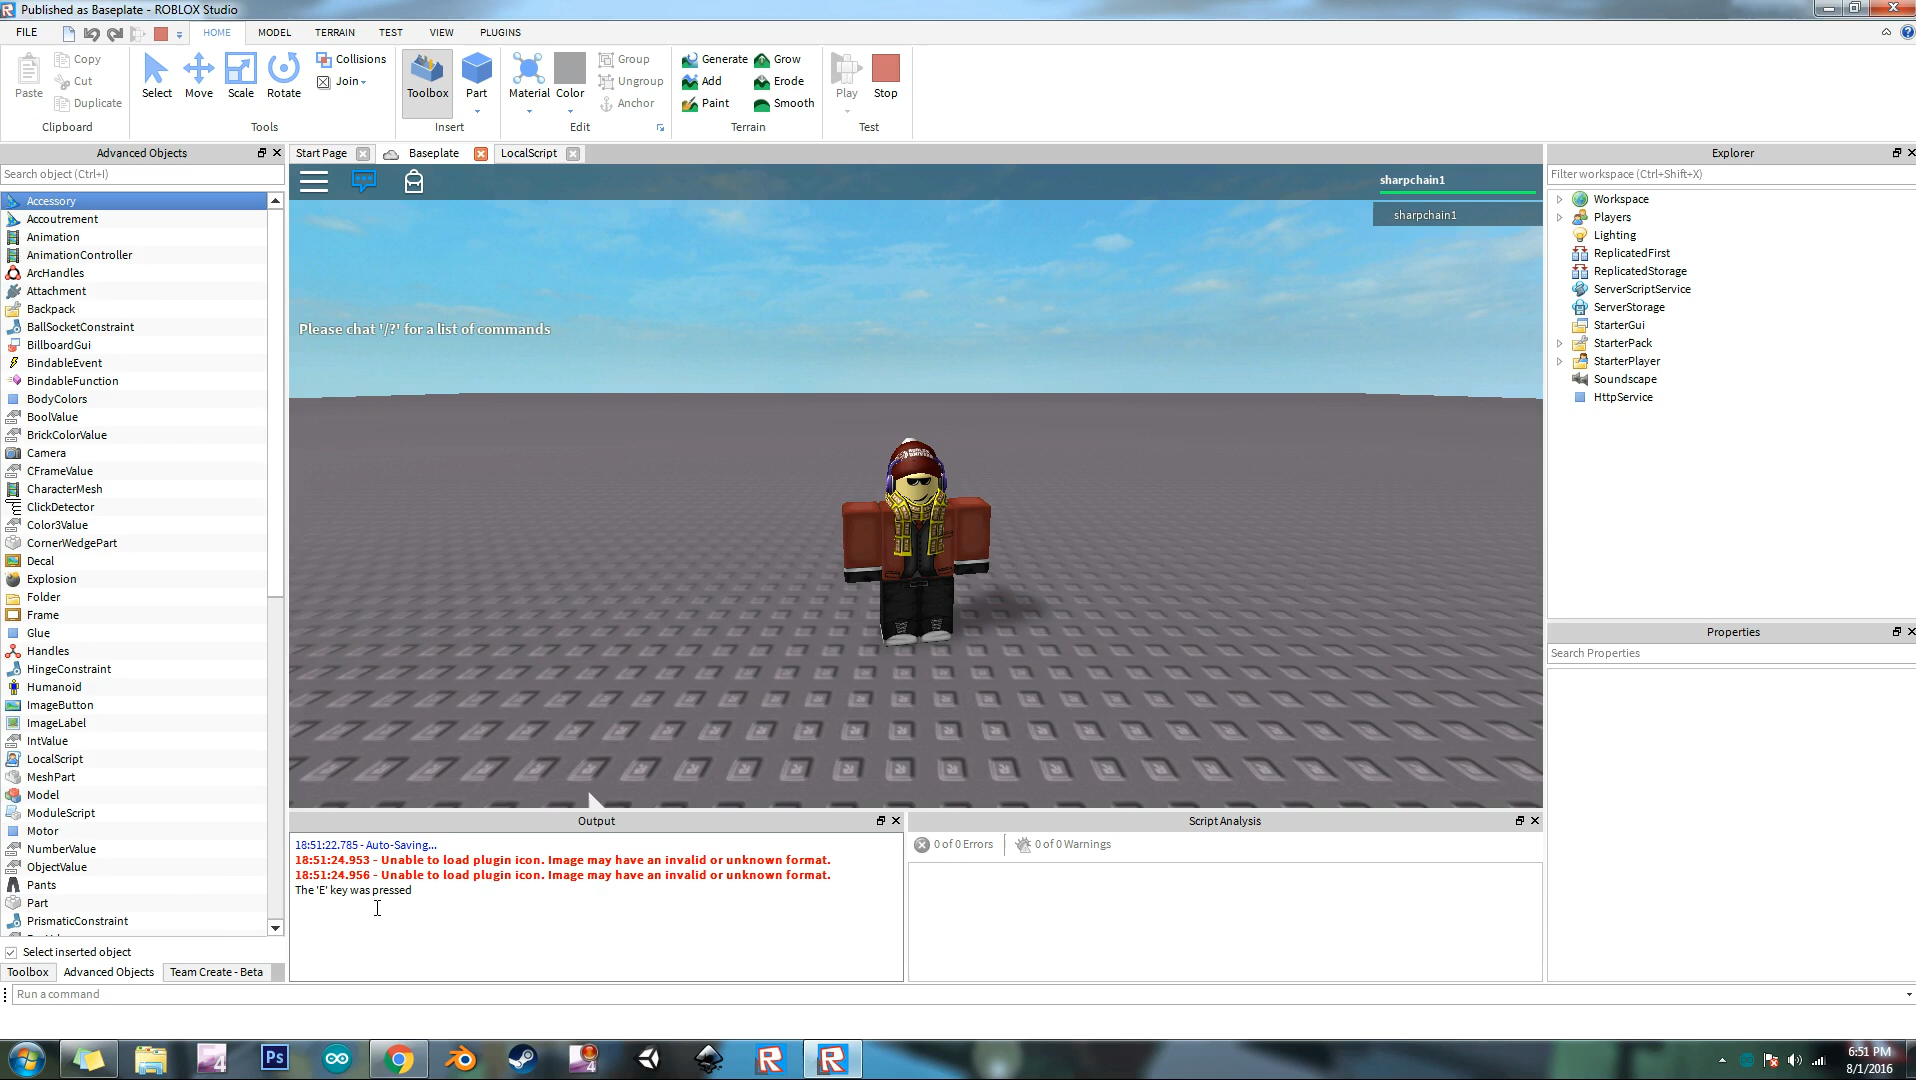 Published as Baseplate - ROBLOX Studio
FILE HOME MODEL TERRAIN TEST VIEW PLUGINS
Paste Copy Cut Duplicate
Clipboard
Select Move Scale Rotate Collisions Join
Tools
Toolbox Part
Insert
Material Color Group Ungroup Anchor
Edit
Generate Add Paint Grow Erode Smooth
Terrain
Play Stop
Test
Advanced Objects
Search object (Ctrl+I)
Accessory
Accoutrement
Animation
AnimationController
ArcHandles
Attachment
Backpack
BallSocketConstraint
BillboardGui
BindableEvent
BindableFunction
BodyColors
BoolValue
BrickColorValue
Camera
CFrameValue
CharacterMesh
ClickDetector
Color3Value
CornerWedgePart
Decal
Explosion
Folder
Frame
Glue
Handles
HingeConstraint
Humanoid
ImageButton
ImageLabel
IntValue
LocalScript
MeshPart
Model
ModuleScript
Motor
NumberValue
ObjectValue
Pants
Part
PrismaticConstraint
Select inserted object
Toolbox Advanced Objects Team Create - Beta
Run a command
Start Page Baseplate LocalScript
sharpchain1
sharpchain1
Please chat '/?' for a list of commands
Output
18:51:22.785 - Auto-Saving...
18:51:24.953 - Unable to load plugin icon. Image may have an invalid or unknown format.
18:51:24.956 - Unable to load plugin icon. Image may have an invalid or unknown format.
The 'E' key was pressed
Script Analysis
0 of 0 Errors 0 of 0 Warnings
Explorer
Filter workspace (Ctrl+Shift+X)
Workspace
Players
Lighting
ReplicatedFirst
ReplicatedStorage
ServerScriptService
ServerStorage
StarterGui
StarterPack
StarterPlayer
Soundscape
HttpService
Properties
Search Properties
6:51 PM
8/1/2016